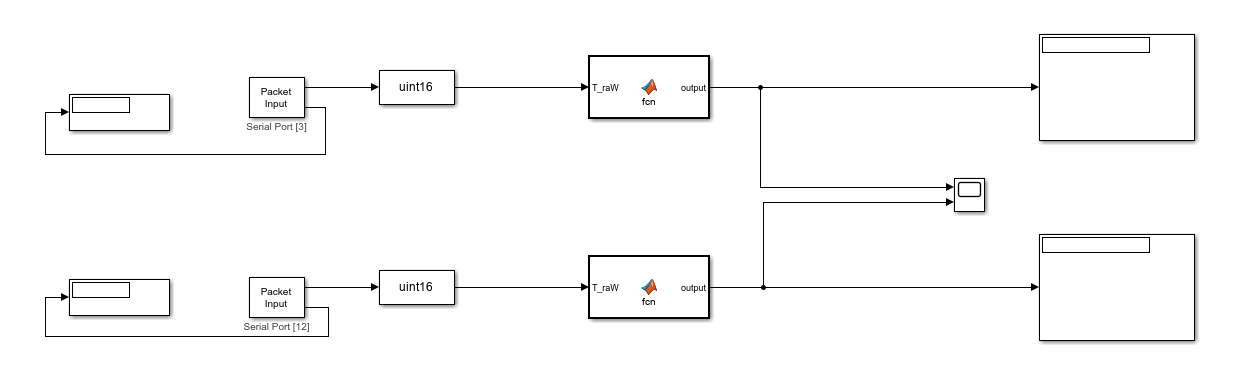 Packet
Input
Serial Port [3]
uint16
T_raW
fcn
output
Packet
Input
Serial Port [12]
uint16
T_raW
fcn
output